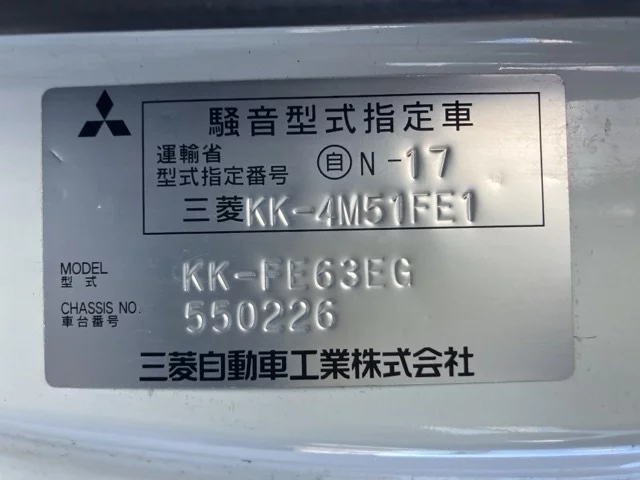 騒音型式指定車
運輸省
型式指定番号 自 N-17
三菱KK-4M51FE1
MODEL
型式 KK-FE63EG
CHASSIS NO.
車台番号 550226
三菱自動車工業株式会社